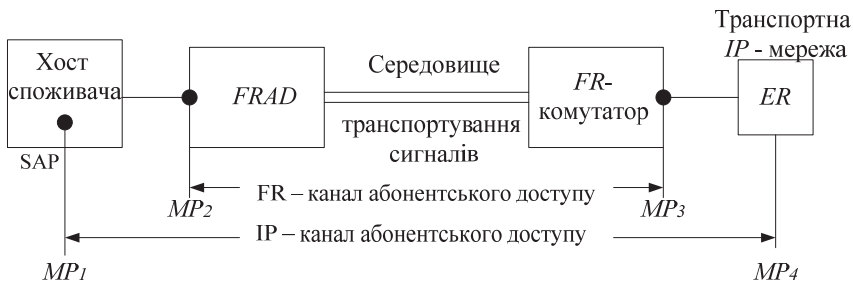 Транспортна
IP - мережа
Хост
споживача
SAP
FRAD
Середовище
транспортування
сигналів
FR-
комутатор
ER
FR – канал абонентського доступу
MP2
MP3
IP – канал абонентського доступу
MP1
MP4